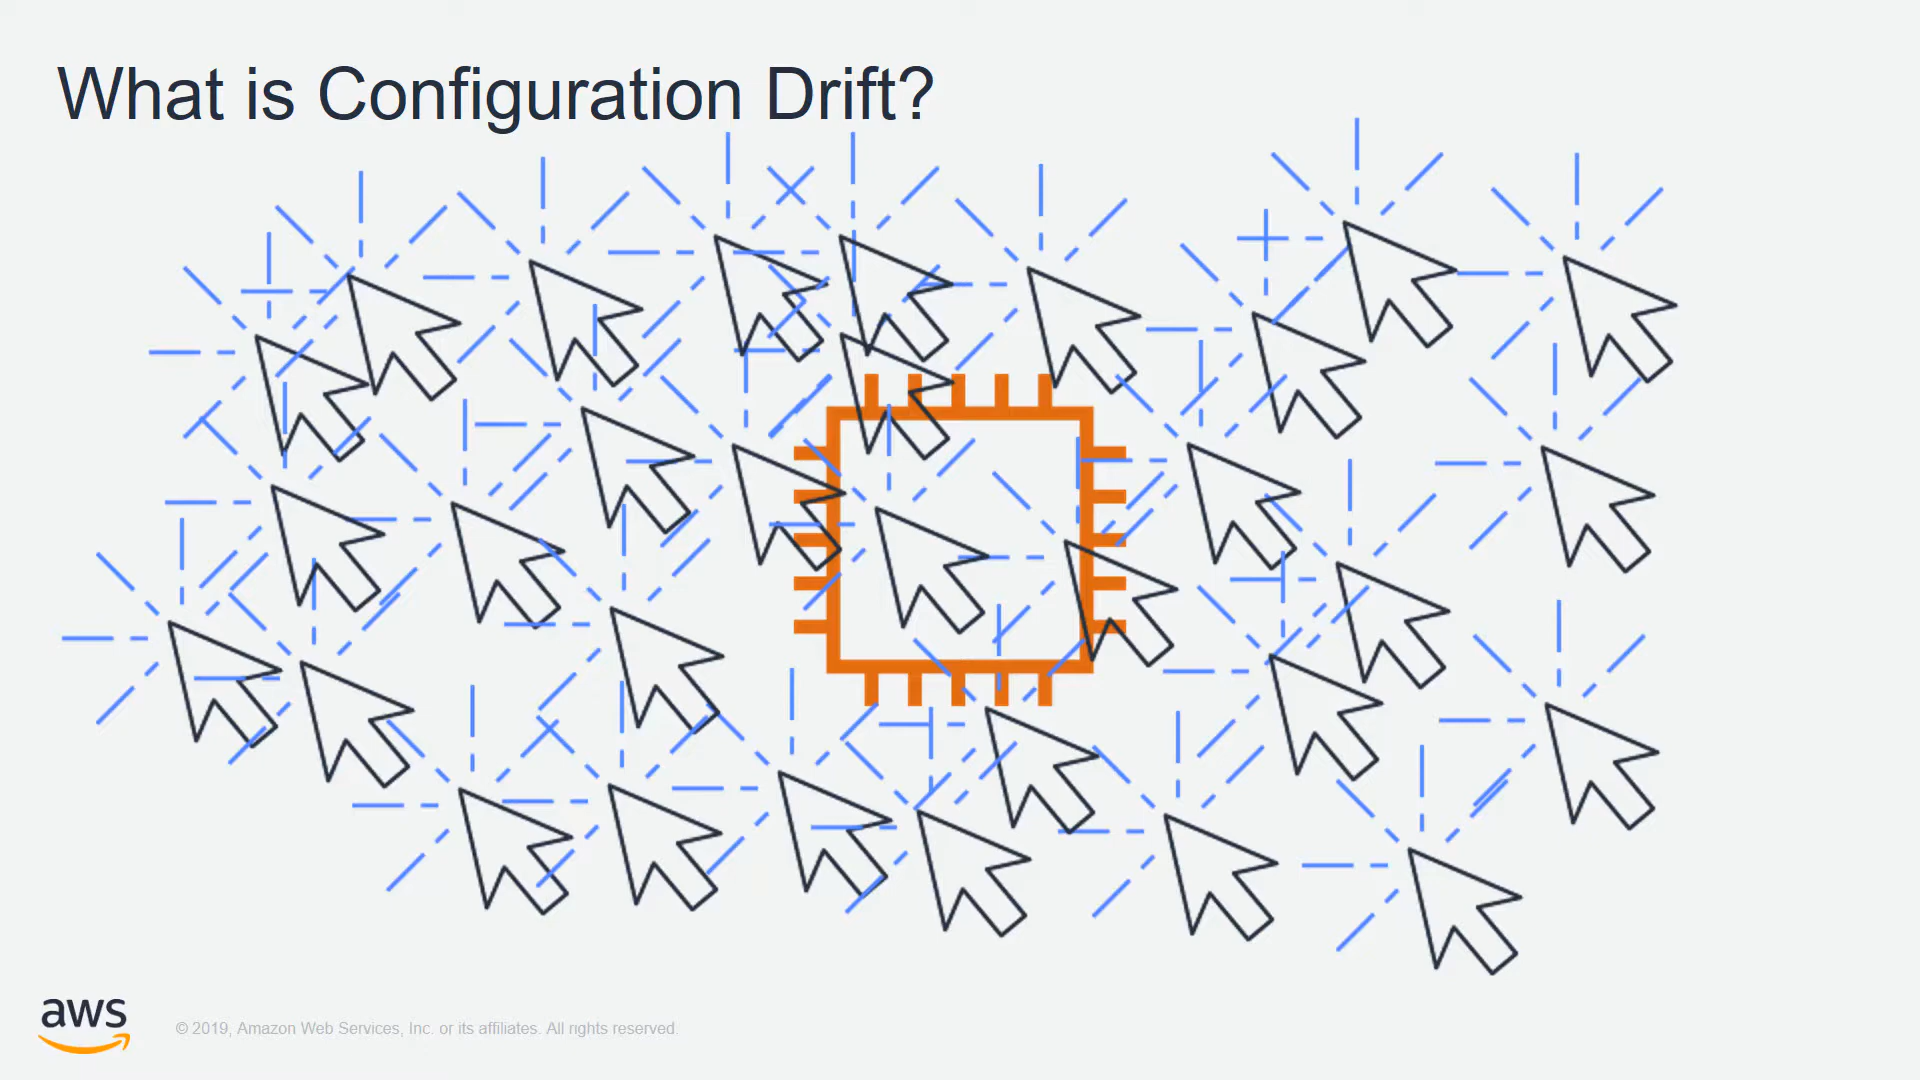 What is Configuration Drift?
aws
© 2019, Amazon Web Services, Inc. or its affiliates. All rights reserved.